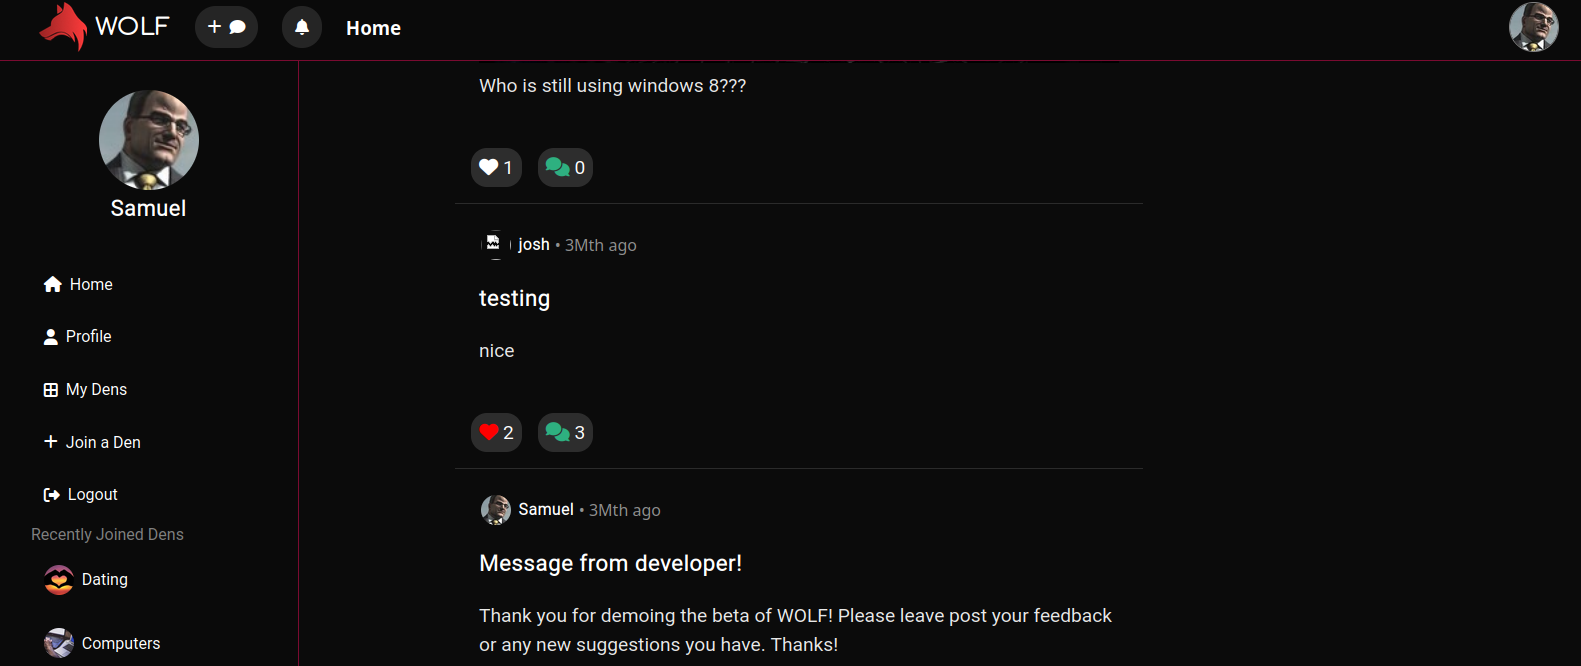 WOLF
Home
Samuel
Home
Profile
My Dens
Join a Den
Logout
Recently Joined Dens
Dating
Computers
Who is still using windows 8???
1 0
josh • 3Mth ago
testing
nice
2 3
Samuel • 3Mth ago
Message from developer!
Thank you for demoing the beta of WOLF! Please leave post your feedback
or any new suggestions you have. Thanks!